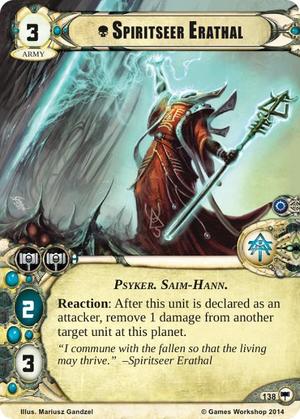 3
ARMY
Spiritseer Erathal
Psyker. Saim-Hann.
2
3
Reaction: After this unit is declared as an
attacker, remove 1 damage from another
target unit at this planet.
“I commune with the fallen so that the living
may thrive.” –Spiritseer Erathal
138
Illus. Mariusz Gandzel
© Games Workshop 2014